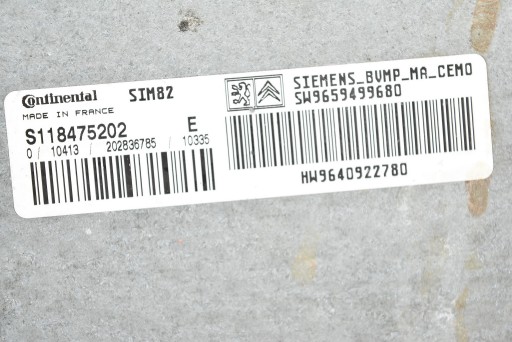 Continental SIM82
MADE IN FRANCE
S118475202 E
0 / 10413 / 202836785 / 10335
SIEMENS_BVMP_MA_CEMO
SW9659499680
HW9640922780